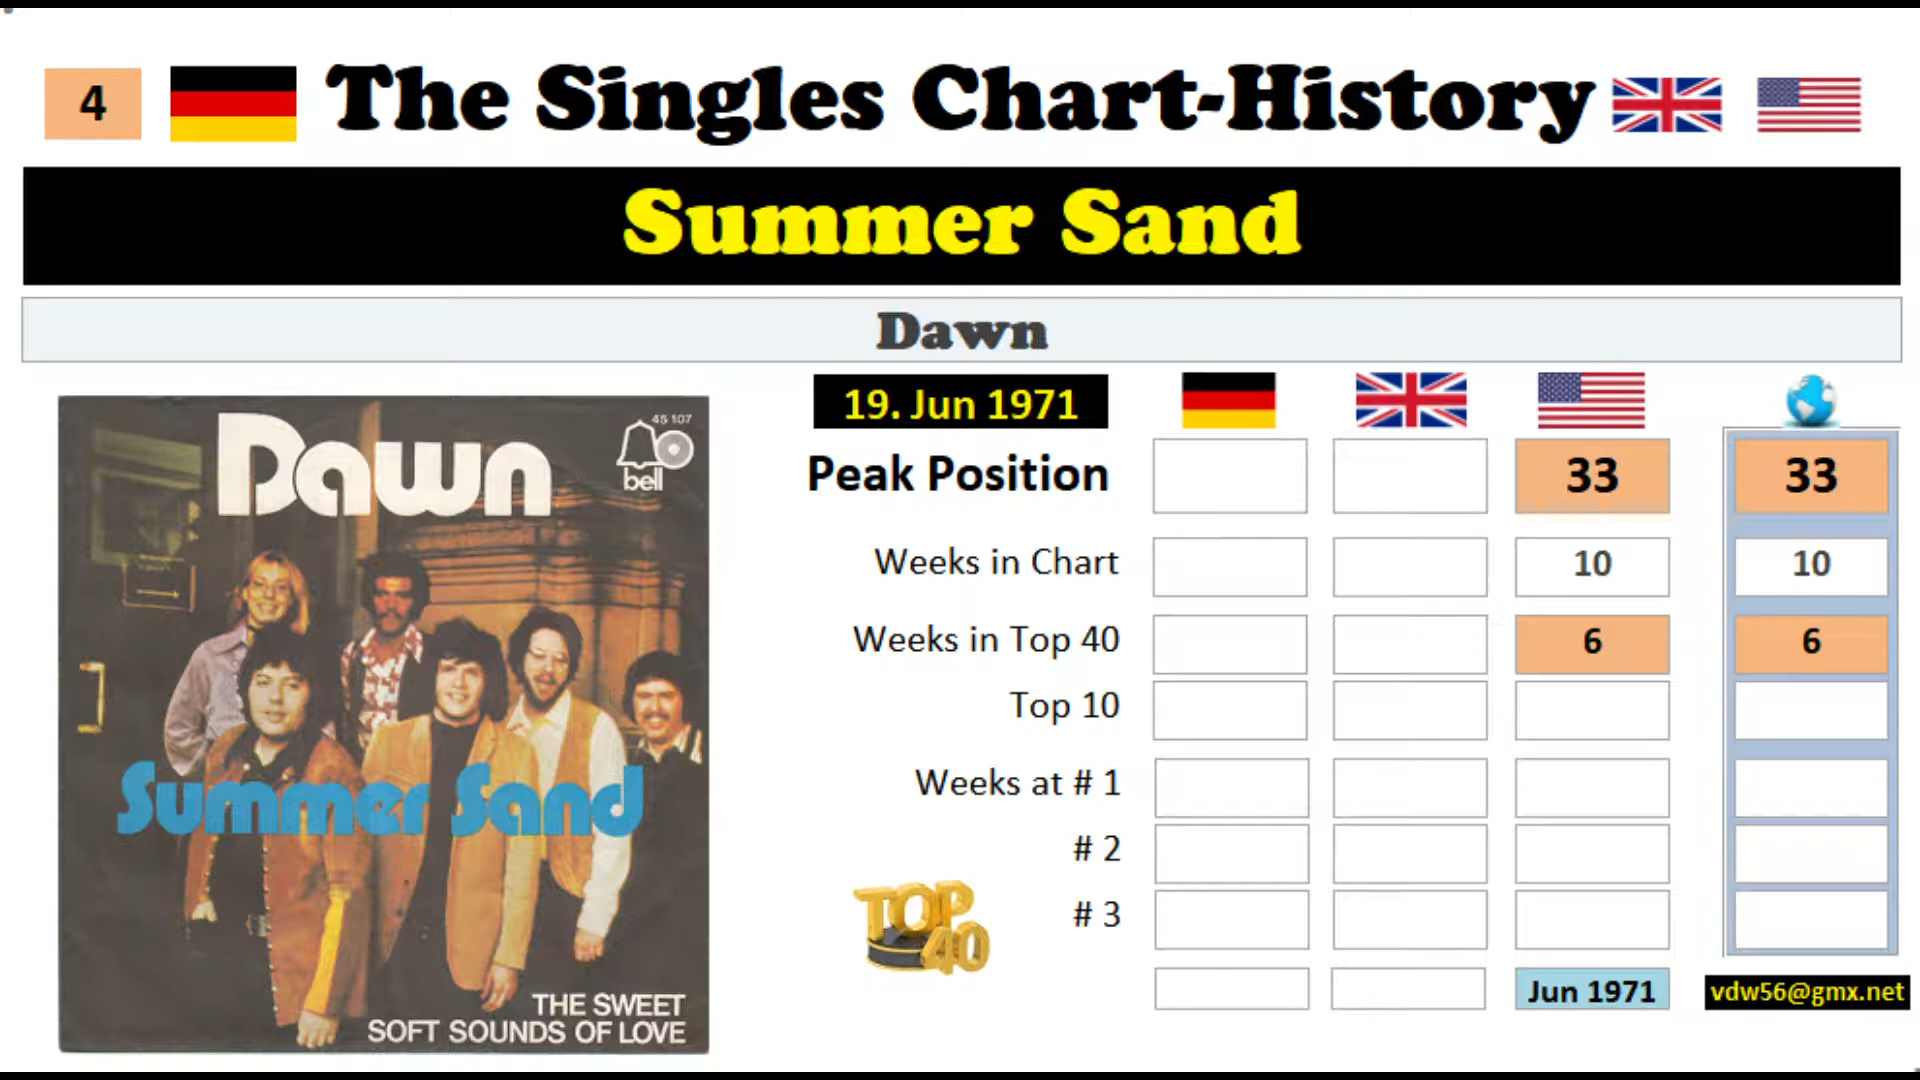 4
The Singles Chart-History
Summer Sand
Dawn
19. Jun 1971
Peak Position 33 33
Weeks in Chart 10 10
Weeks in Top 40 6 6
Top 10
Weeks at # 1
# 2
# 3
Jun 1971
vdw56@gmx.net
Dawn
45 107
bell
Summer Sand
THE SWEET
SOFT SOUNDS OF LOVE
TOP
40